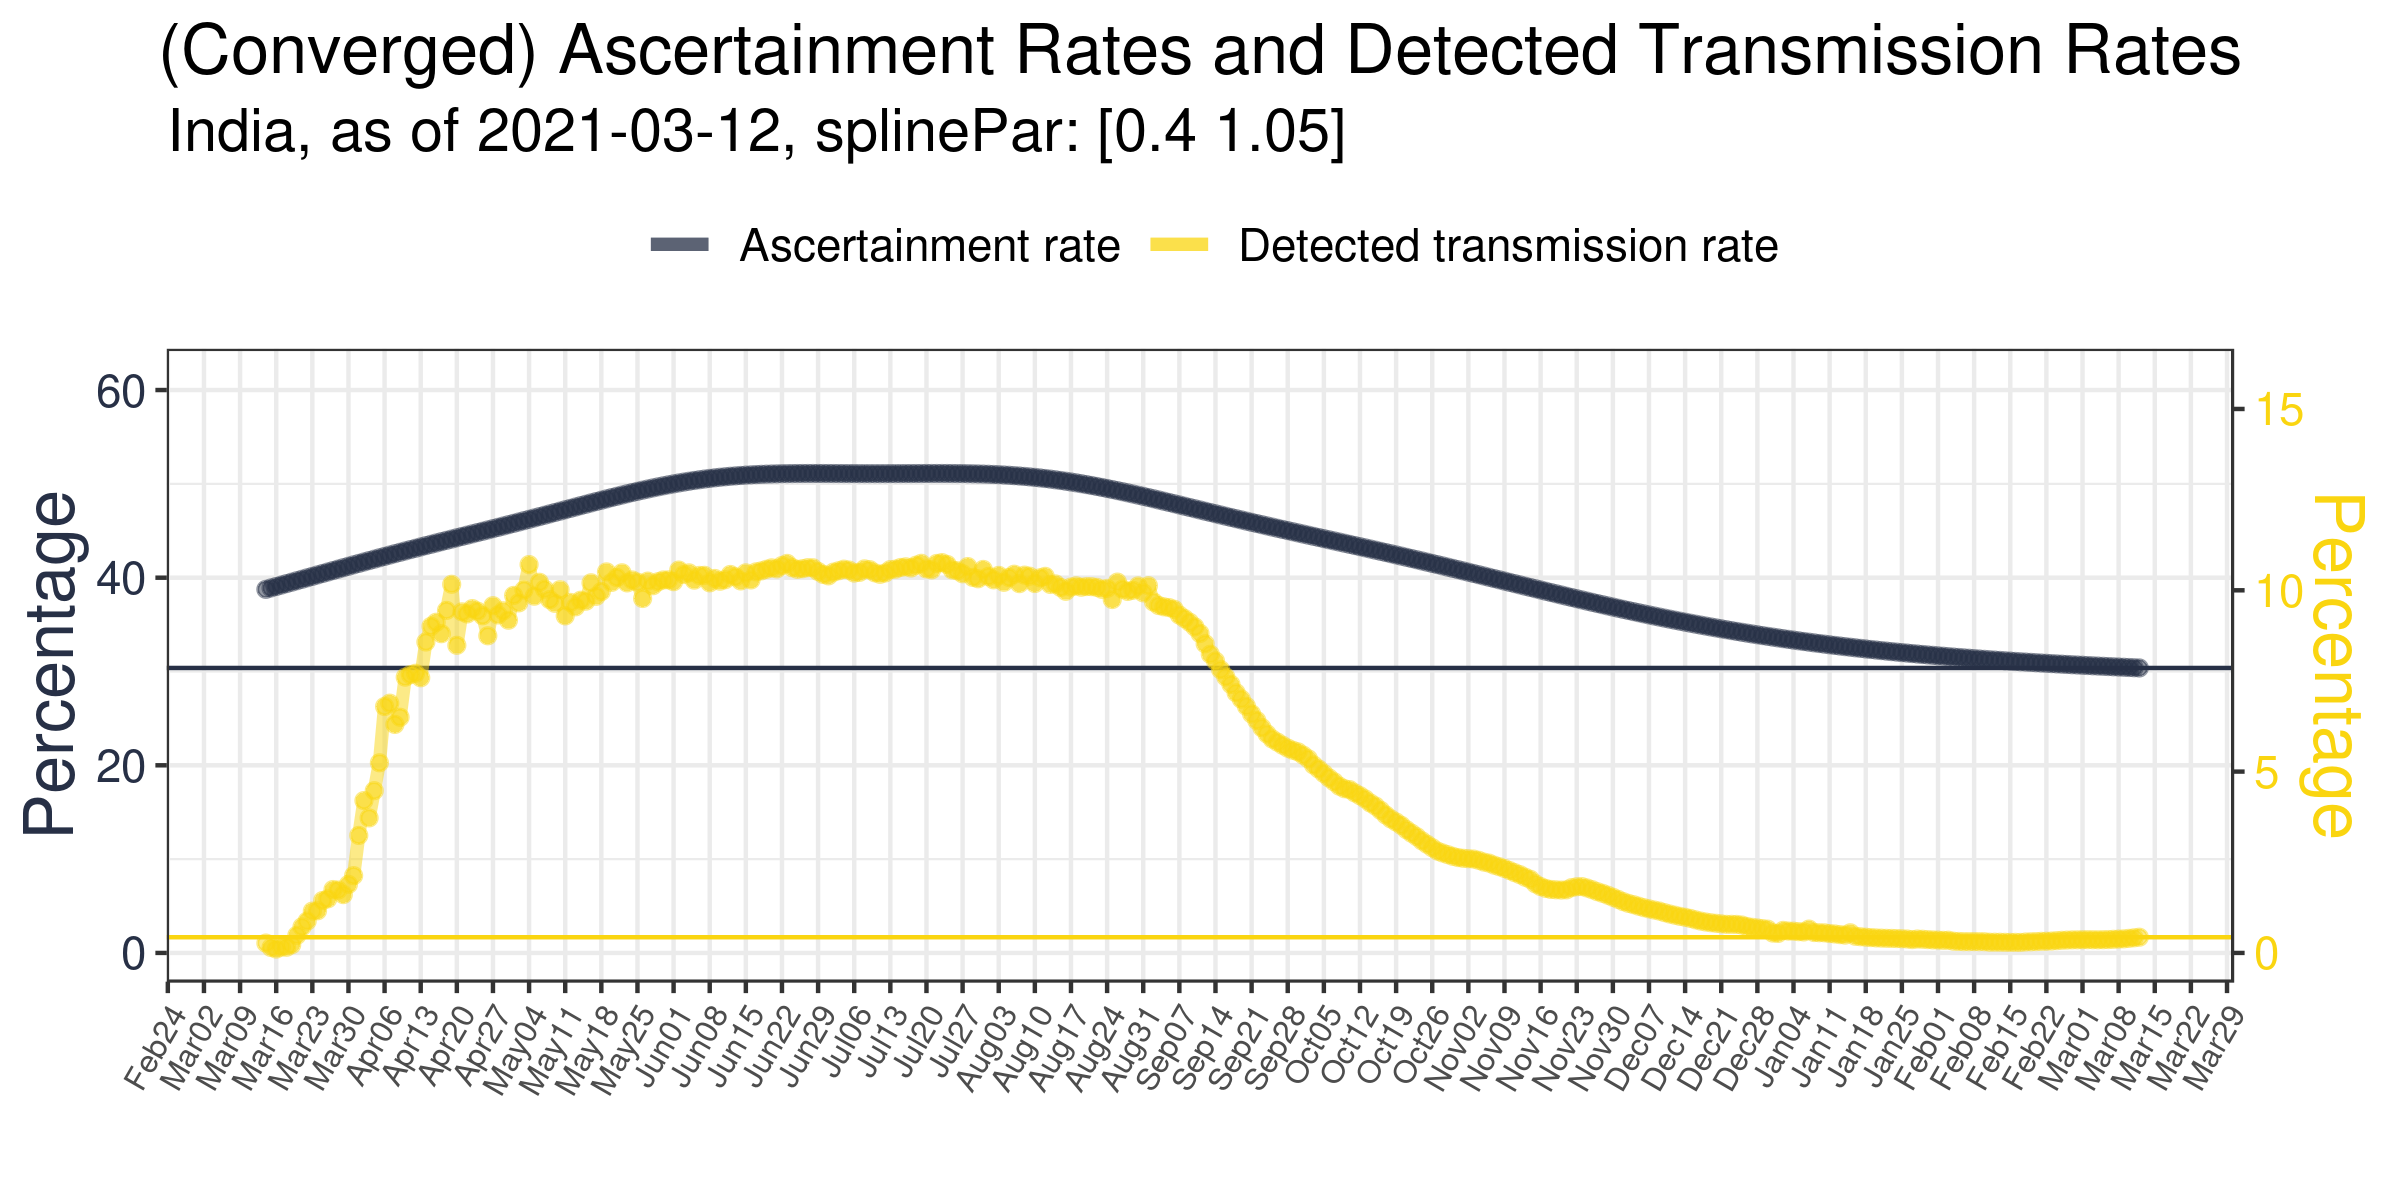 (Converged) Ascertainment Rates and Detected Transmission Rates
India, as of 2021-03-12, splinePar: [0.4 1.05]
Ascertainment rate Detected transmission rate
Percentage
60
40
20
0
15
10
5
0
Percentage
Feb24 Mar02 Mar09 Mar16 Mar23 Mar30 Apr06 Apr13 Apr20 Apr27 May04 May11 May18 May25 Jun01 Jun08 Jun15 Jun22 Jun29 Jul06 Jul13 Jul20 Jul27 Aug03 Aug10 Aug17 Aug24 Aug31 Sep07 Sep14 Sep21 Sep28 Oct05 Oct12 Oct19 Oct26 Nov02 Nov09 Nov16 Nov23 Nov30 Dec07 Dec14 Dec21 Dec28 Jan04 Jan11 Jan18 Jan25 Feb01 Feb08 Feb15 Feb22 Mar01 Mar08 Mar15 Mar22 Mar29